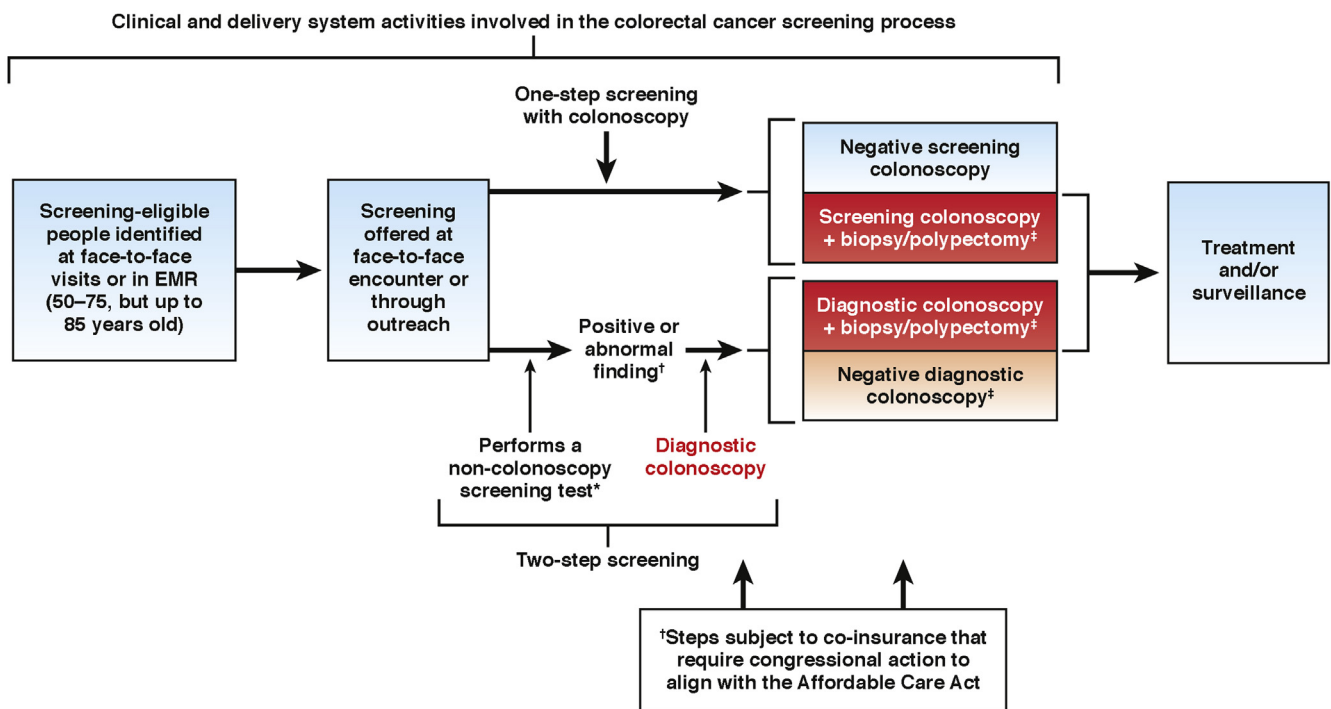 Clinical and delivery system activities involved in the colorectal cancer screening process
One-step screening
with colonoscopy
Screening-eligible
people identified
at face-to-face
visits or in EMR
(50–75, but up to
85 years old)
Screening
offered at
face-to-face
encounter or
through
outreach
Negative screening
colonoscopy
Screening colonoscopy
+ biopsy/polypectomy‡
Positive or
abnormal
finding†
Diagnostic colonoscopy
+ biopsy/polypectomy‡
Negative diagnostic
colonoscopy‡
Treatment
and/or
surveillance
Performs a
non-colonoscopy
screening test*
Diagnostic
colonoscopy
Two-step screening
†Steps subject to co-insurance that
require congressional action to
align with the Affordable Care Act